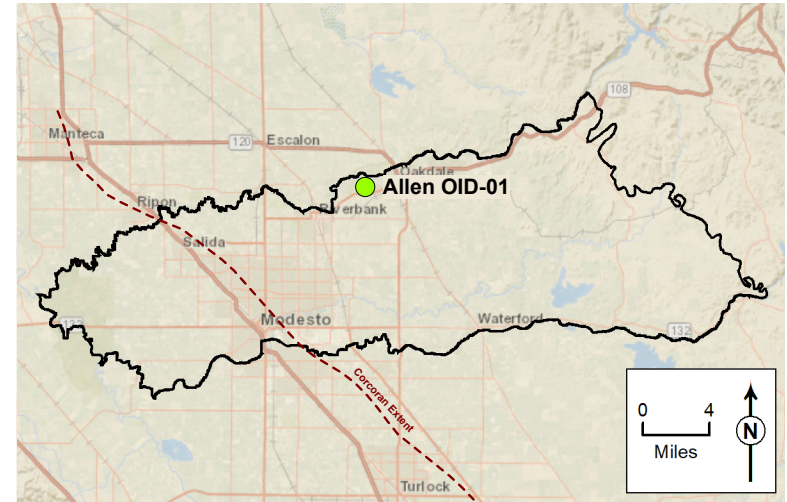 108
Manteca
120
Escalon
Oakdale
Allen OID-01
Ripon
Riverbank
Salida
132
Modesto
Waterford
132
Corcoran Extent
Turlock
0 4
Miles
N